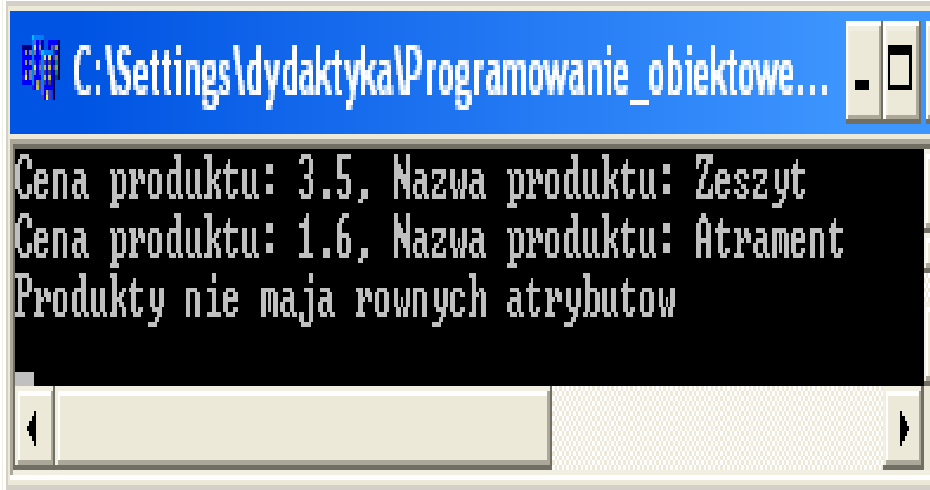 C:\Settings\dydaktyka\Programowanie_obiektowe...
Cena produktu: 3.5, Nazwa produktu: Zeszyt
Cena produktu: 1.6, Nazwa produktu: Atrament
Produkty nie maja rownych atrybutow